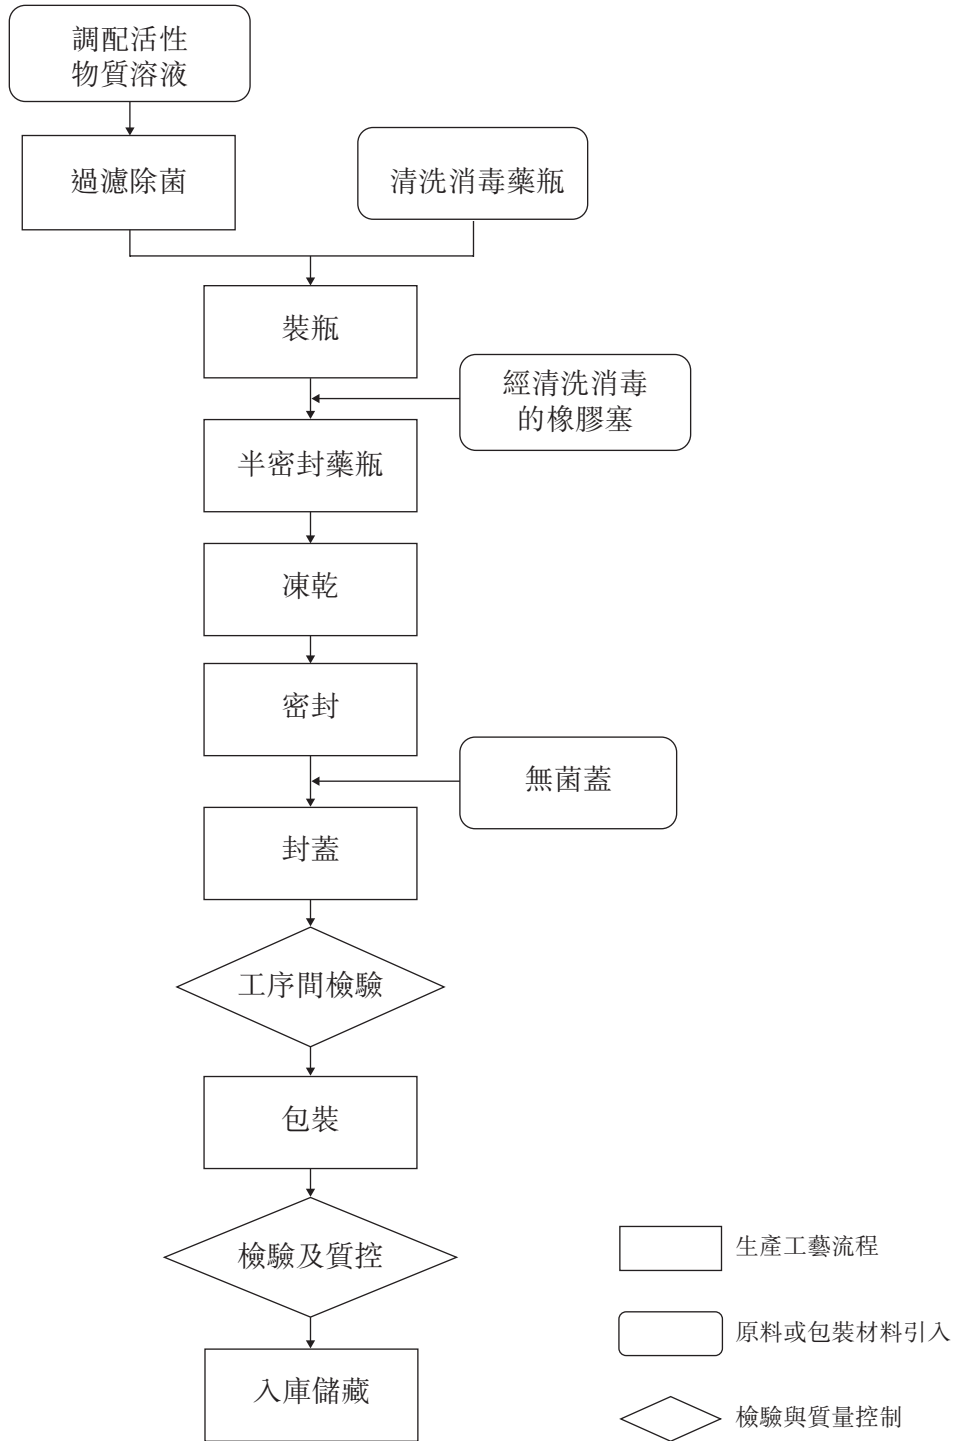 調配活性
物質溶液
過濾除菌
清洗消毒藥瓶
裝瓶
經清洗消毒
的橡膠塞
半密封藥瓶
凍乾
密封
無菌蓋
封蓋
工序間檢驗
包裝
檢驗及質控
入庫儲藏
生產工藝流程
原料或包裝材料引入
檢驗與質量控制